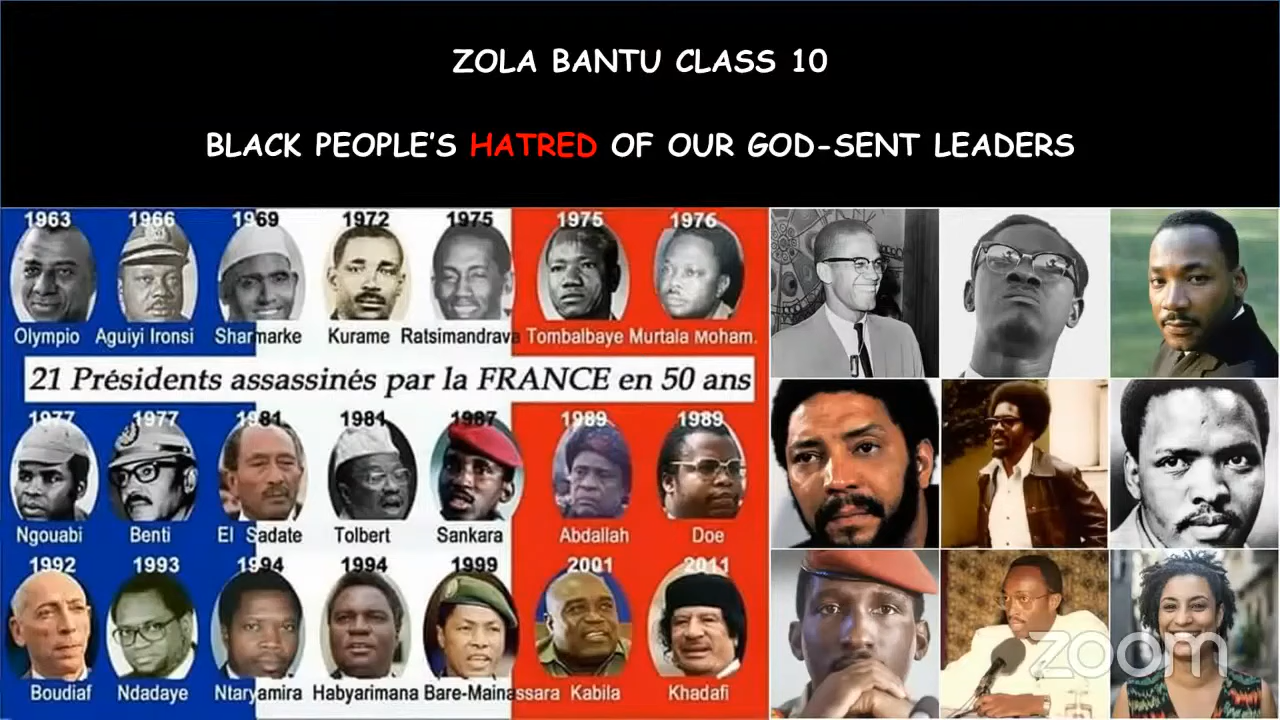 ZOLA BANTU CLASS 10
BLACK PEOPLE'S HATRED OF OUR GOD-SENT LEADERS
1963 1966 1969 1972 1975 1975 1976
Olympio Aguiyi Ironsi Sharmarke Kurame Ratsimandrava Tombalbaye Murtala Moham.
21 Présidents assassinés par la FRANCE en 50 ans
1977 1977 1981 1981 1987 1989 1989
Ngouabi Benti El Sadate Tolbert Sankara Abdallah Doe
1992 1993 1994 1994 1999 2001 2011
Boudiaf Ndadaye Ntaryamira Habyarimana Bare-Mainassara Kabila Khadafi
zoom